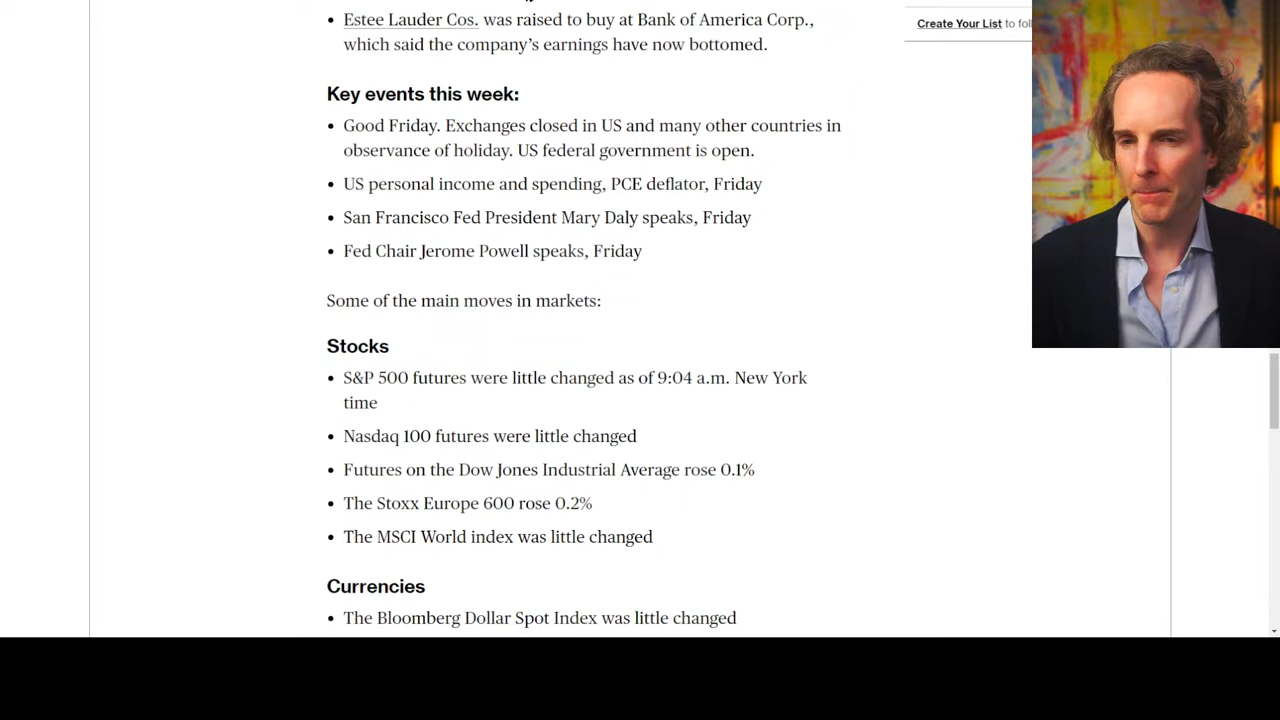 Estee Lauder Cos. was raised to buy at Bank of America Corp.,
which said the company’s earnings have now bottomed.
Create Your List to fol
Key events this week:
Good Friday. Exchanges closed in US and many other countries in
observance of holiday. US federal government is open.
US personal income and spending, PCE deflator, Friday
San Francisco Fed President Mary Daly speaks, Friday
Fed Chair Jerome Powell speaks, Friday
Some of the main moves in markets:
Stocks
S&P 500 futures were little changed as of 9:04 a.m. New York
time
Nasdaq 100 futures were little changed
Futures on the Dow Jones Industrial Average rose 0.1%
The Stoxx Europe 600 rose 0.2%
The MSCI World index was little changed
Currencies
The Bloomberg Dollar Spot Index was little changed